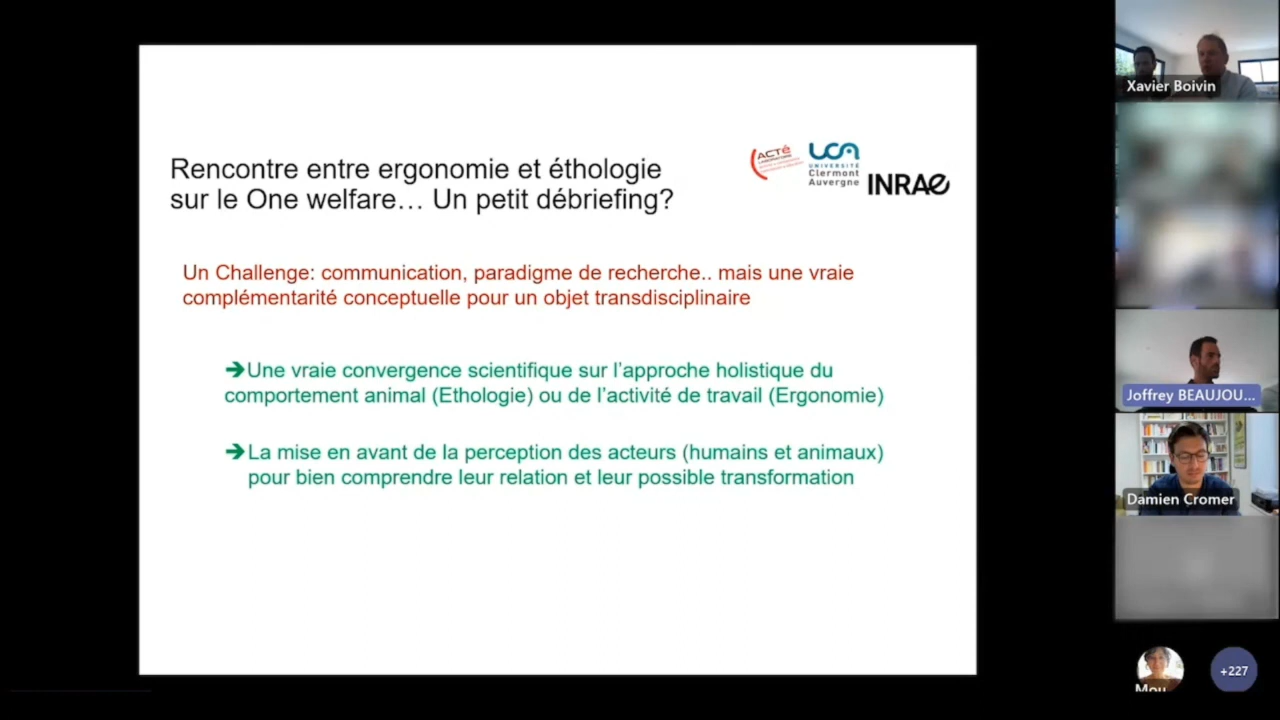 Rencontre entre ergonomie et éthologie
sur le One welfare… Un petit débriefing?
ACTé
LABORATOIRE
UCA
UNIVERSITÉ
Clermont
Auvergne
INRAE
Un Challenge: communication, paradigme de recherche.. mais une vraie
complémentarité conceptuelle pour un objet transdisciplinaire
➔Une vraie convergence scientifique sur l’approche holistique du
comportement animal (Ethologie) ou de l’activité de travail (Ergonomie)
➔La mise en avant de la perception des acteurs (humains et animaux)
pour bien comprendre leur relation et leur possible transformation
Xavier Boivin
Joffrey BEAUJOU...
Damien Cromer
Mou
+227